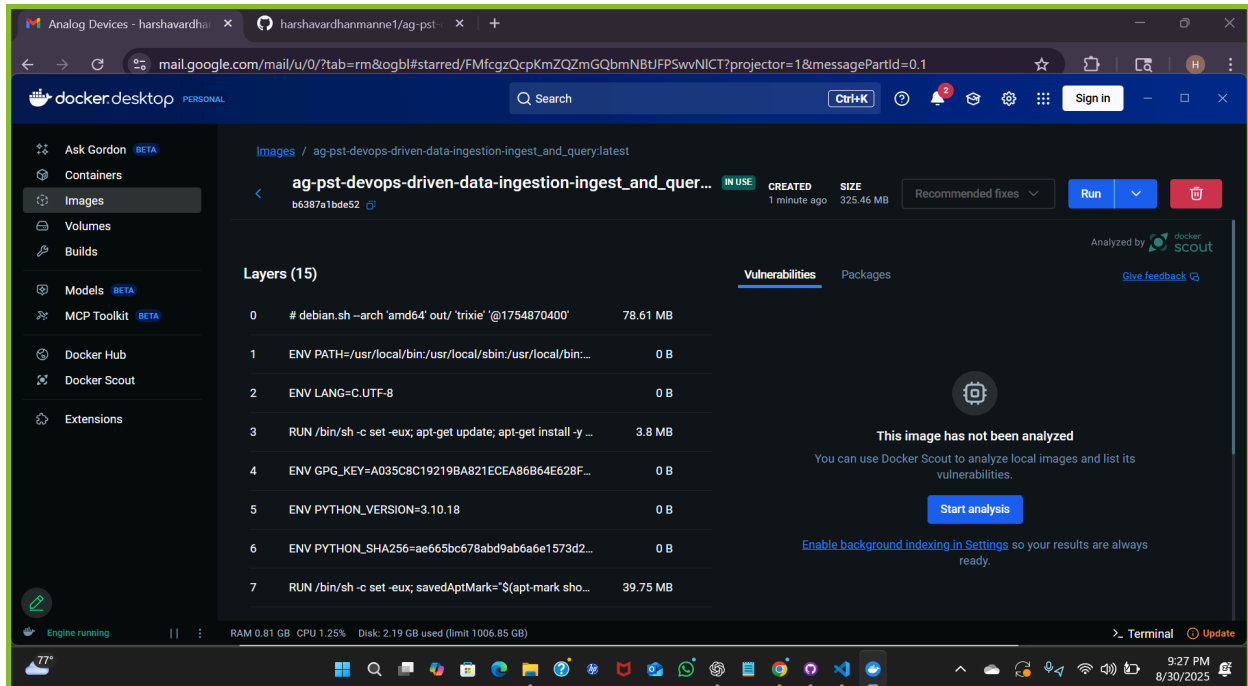 Analog Devices - harshavardhar
harshavardhanmanne1/ag-pst-
mail.google.com/mail/u/0/?tab=rm&ogbl#starred/FMfcgzQcpKmZQZmGQbmNBtJFPSwvNlCT?projector=1&messagePartId=0.1
H
docker.desktop PERSONAL
Search
Ctrl+K
2
Sign in
Ask Gordon BETA
Containers
Images
Volumes
Builds
Models BETA
MCP Toolkit BETA
Docker Hub
Docker Scout
Extensions
Images / ag-pst-devops-driven-data-ingestion-ingest_and_query:latest
ag-pst-devops-driven-data-ingestion-ingest_and_quer...
IN USE
b6387a1bde52
CREATED
1 minute ago
SIZE
325.46 MB
Recommended fixes
Run
Analyzed by docker scout
Layers (15)
Vulnerabilities
Packages
Give feedback
0 # debian.sh --arch 'amd64' out/ 'trixie' '@1754870400' 78.61 MB
1 ENV PATH=/usr/local/bin:/usr/local/sbin:/usr/local/bin:... 0 B
2 ENV LANG=C.UTF-8 0 B
3 RUN /bin/sh -c set -eux; apt-get update; apt-get install -y ... 3.8 MB
4 ENV GPG_KEY=A035C8C19219BA821ECEA86B64E628F... 0 B
5 ENV PYTHON_VERSION=3.10.18 0 B
6 ENV PYTHON_SHA256=ae665bc678abd9ab6a6e1573d2... 0 B
7 RUN /bin/sh -c set -eux; savedAptMark="$(apt-mark sho... 39.75 MB
This image has not been analyzed
You can use Docker Scout to analyze local images and list its
vulnerabilities.
Start analysis
Enable background indexing in Settings so your results are always
ready.
Engine running
RAM 0.81 GB CPU 1.25% Disk: 2.19 GB used (limit 1006.85 GB)
>_ Terminal
Update
77°
9:27 PM
8/30/2025